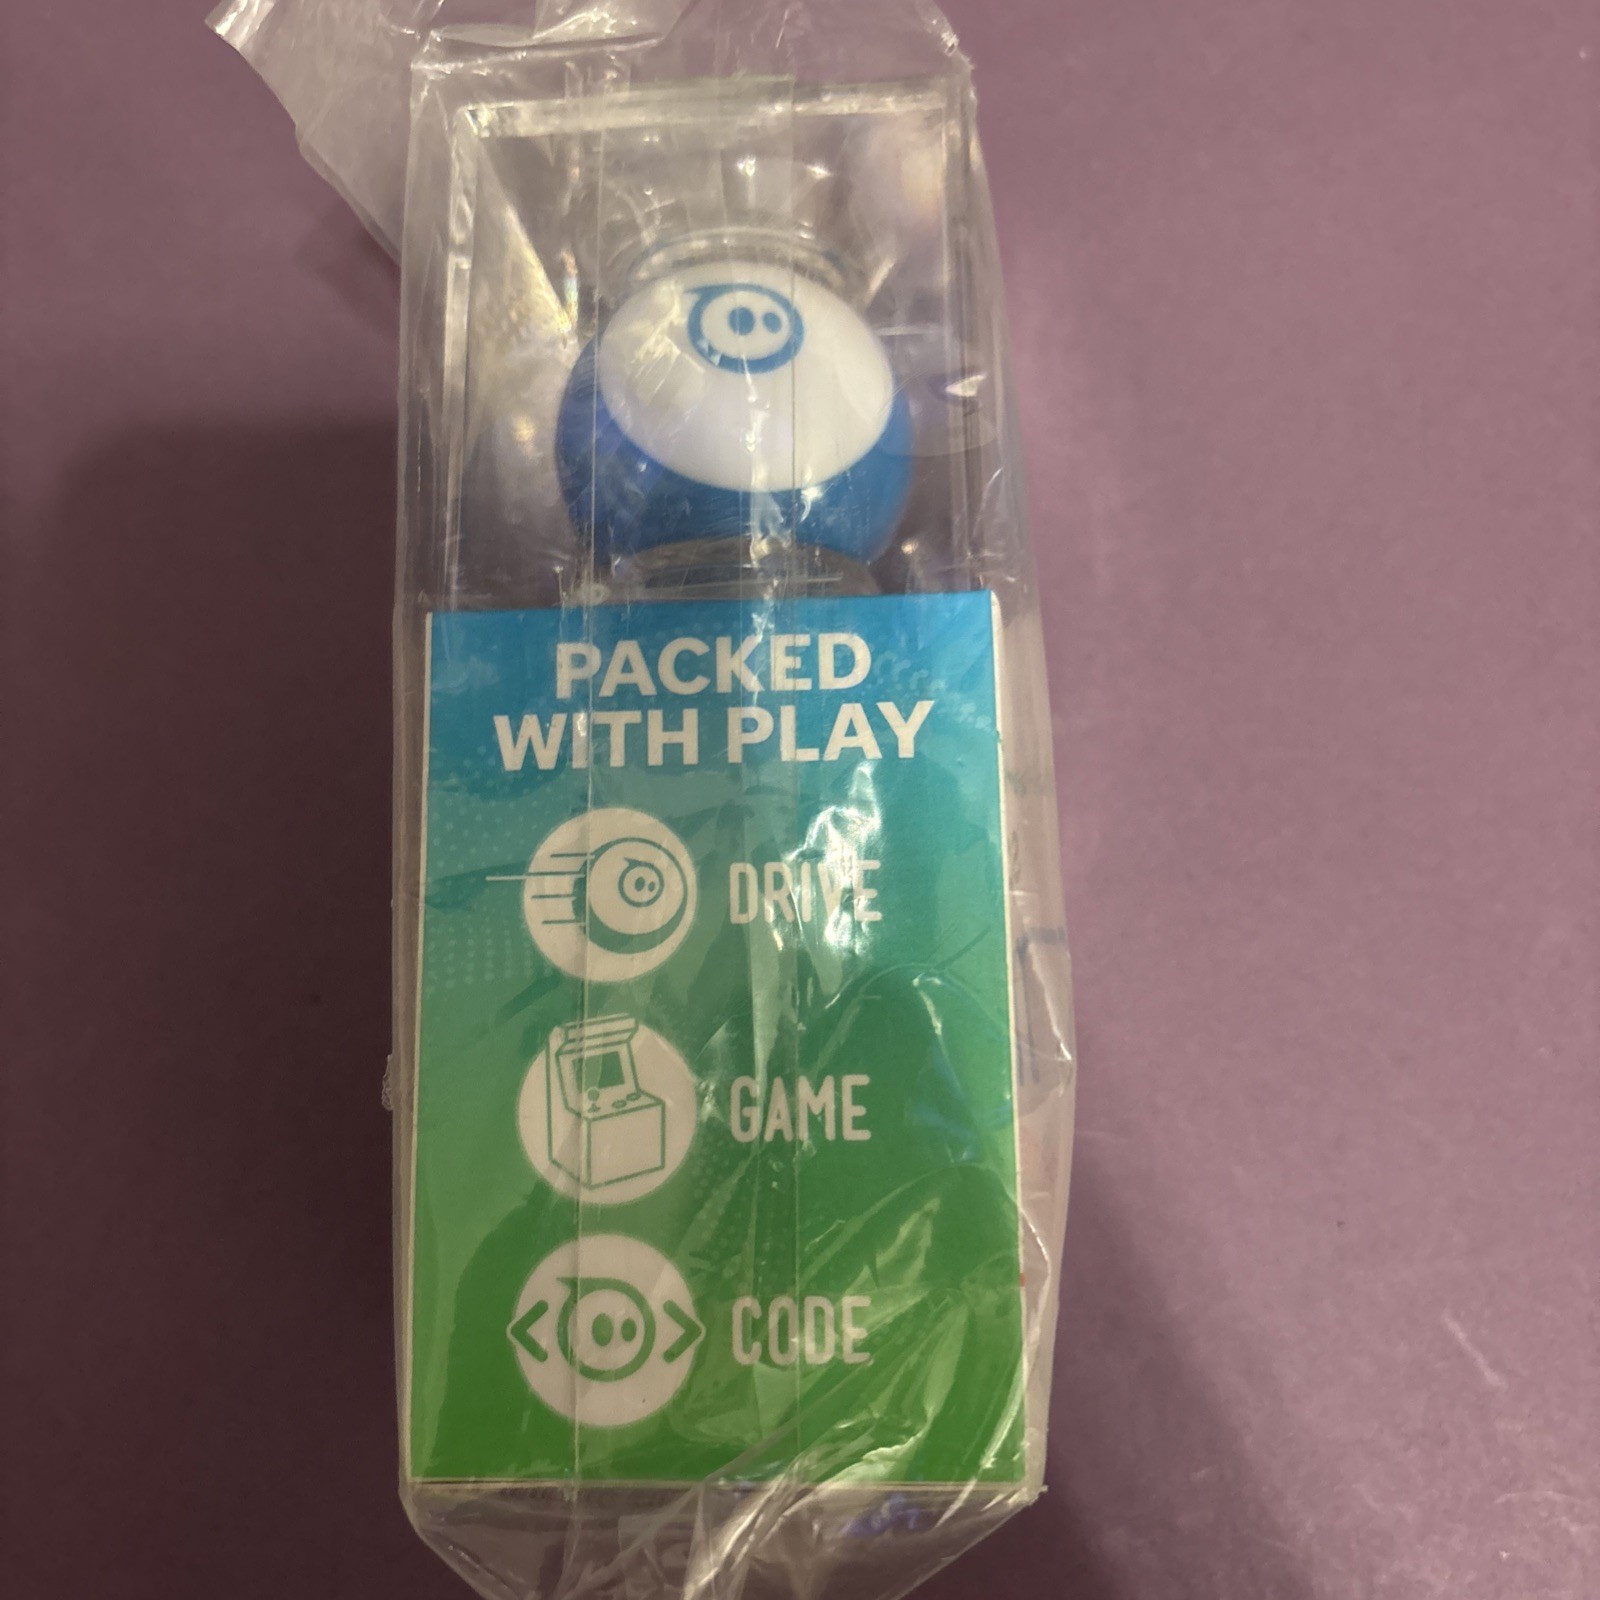 PACKED
WITH PLAY
DRIVE
GAME
CODE